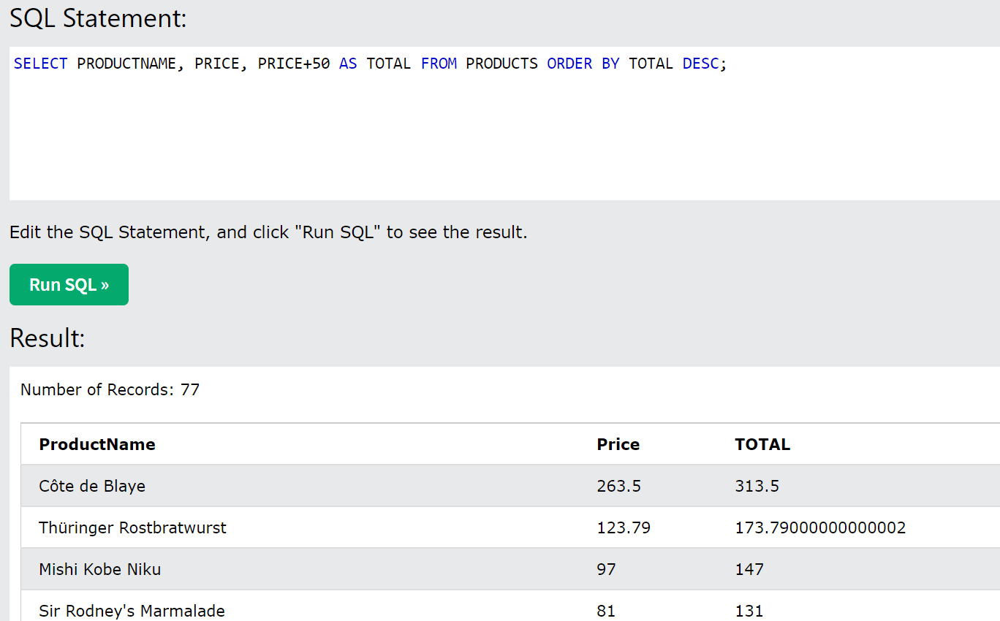 SQL Statement:
SELECT PRODUCTNAME, PRICE, PRICE+50 AS TOTAL FROM PRODUCTS ORDER BY TOTAL DESC;
Edit the SQL Statement, and click "Run SQL" to see the result.
Run SQL »
Result:
Number of Records: 77
ProductName Price TOTAL
Côte de Blaye 263.5 313.5
Thüringer Rostbratwurst 123.79 173.79000000000002
Mishi Kobe Niku 97 147
Sir Rodney's Marmalade 81 131